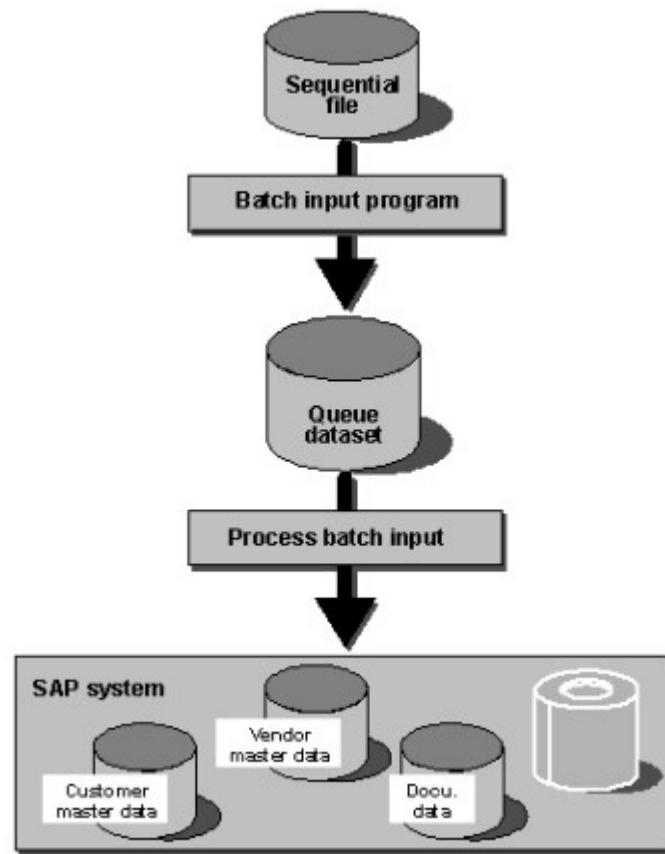 Sequential
file
Batch input program
Queue
dataset
Process batch input
SAP system
Vendor
master data
Customer
master data
Docu.
data